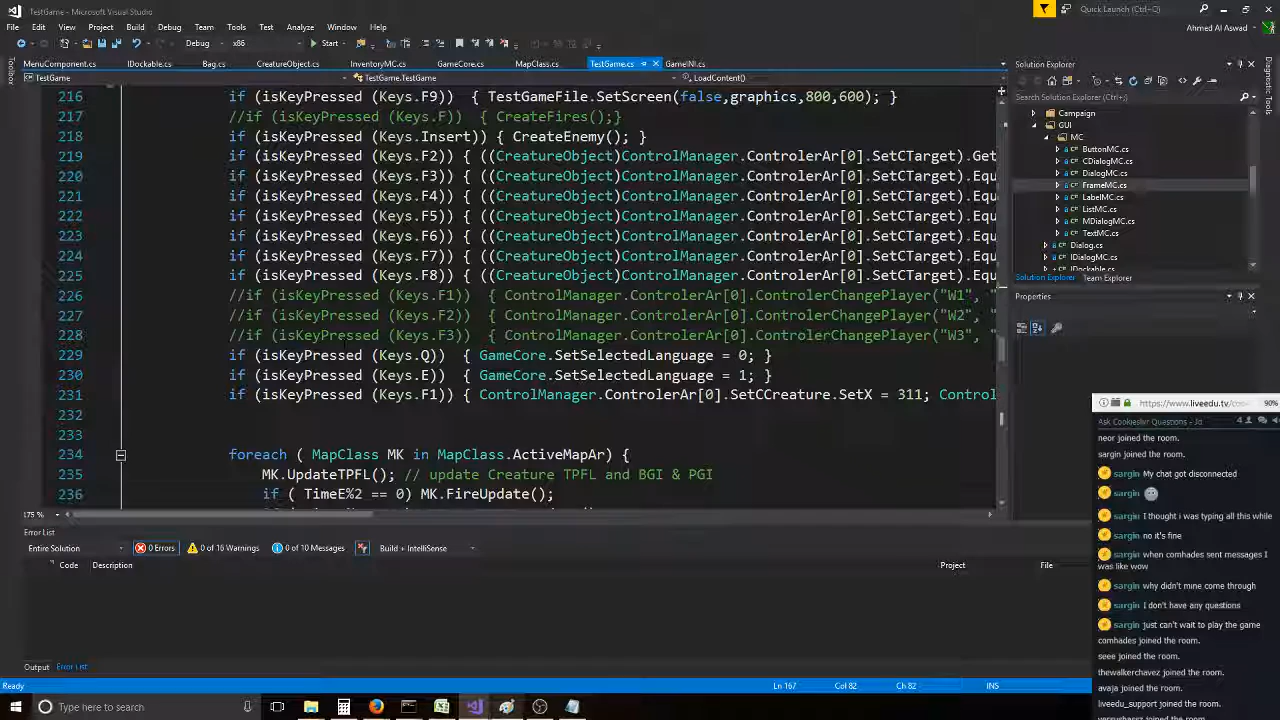 TestGame - Microsoft Visual Studio
Quick Launch (Ctrl+Q)
File Edit View Project Build Debug Team Tools Test Analyze Window Help
Ahmed Al Aswad
Debug x86 Start
MenuComponent.cs IDockable.cs Bag.cs CreatureObject.cs InventoryMC.cs GameCore.cs MapClass.cs TestGame.cs GameINI.cs
TestGame TestGame.TestGame LoadContent()
216 if (isKeyPressed (Keys.F9)) { TestGameFile.SetScreen(false,graphics,800,600); }
217 //if (isKeyPressed (Keys.F)) { CreateFires();}
218 if (isKeyPressed (Keys.Insert)) { CreateEnemy(); }
219 if (isKeyPressed (Keys.F2)) { ((CreatureObject)ControlManager.ControlerAr[0].SetCTarget).Get
220 if (isKeyPressed (Keys.F3)) { ((CreatureObject)ControlManager.ControlerAr[0].SetCTarget).Equ
221 if (isKeyPressed (Keys.F4)) { ((CreatureObject)ControlManager.ControlerAr[0].SetCTarget).Equ
222 if (isKeyPressed (Keys.F5)) { ((CreatureObject)ControlManager.ControlerAr[0].SetCTarget).Equ
223 if (isKeyPressed (Keys.F6)) { ((CreatureObject)ControlManager.ControlerAr[0].SetCTarget).Equ
224 if (isKeyPressed (Keys.F7)) { ((CreatureObject)ControlManager.ControlerAr[0].SetCTarget).Equ
225 if (isKeyPressed (Keys.F8)) { ((CreatureObject)ControlManager.ControlerAr[0].SetCTarget).Equ
226 //if (isKeyPressed (Keys.F1)) { ControlManager.ControlerAr[0].ControlerChangePlayer("W1", "
227 //if (isKeyPressed (Keys.F2)) { ControlManager.ControlerAr[0].ControlerChangePlayer("W2", "
228 //if (isKeyPressed (Keys.F3)) { ControlManager.ControlerAr[0].ControlerChangePlayer("W3", "
229 if (isKeyPressed (Keys.Q)) { GameCore.SetSelectedLanguage = 0; }
230 if (isKeyPressed (Keys.E)) { GameCore.SetSelectedLanguage = 1; }
231 if (isKeyPressed (Keys.F1)) { ControlManager.ControlerAr[0].SetCCreature.SetX = 311; Control
232
233
234 foreach ( MapClass MK in MapClass.ActiveMapAr) {
235 MK.UpdateTPFL(); // update Creature TPFL and BGI & PGI
236 if ( TimeE%2 == 0) MK.FireUpdate();
175 %
Toolbox
Diagnostic Tools
Solution Explorer
Search Solution Explorer (Ctrl+;)
Campaign
GUI
MC
ButtonMC.cs
CDialogMC.cs
DialogMC.cs
FrameMC.cs
LabelMC.cs
ListMC.cs
MDialogMC.cs
TextMC.cs
Dialog.cs
IDialog.cs
IDockable.cs
Solution Explorer Team Explorer
Properties
Error List
Entire Solution 0 Errors 0 of 16 Warnings 0 of 10 Messages Build + IntelliSense
Code Description Project File
Output Error List
Ready Ln 167 Col 82 Ch 82 INS
Type here to search
https://www.liveedu.tv/ 90%
neor joined the room.
sargin joined the room.
sargin My chat got disconnected
sargin
sargin I thought i was typing all this while
sargin no it's fine
sargin when comhades sent messages I
was like wow
sargin why didn't mine come through
sargin I don't have any questions
sargin just can't wait to play the game
comhades joined the room.
seee joined the room.
thewalkerchavez joined the room.
avaja joined the room.
liveedu_support joined the room.